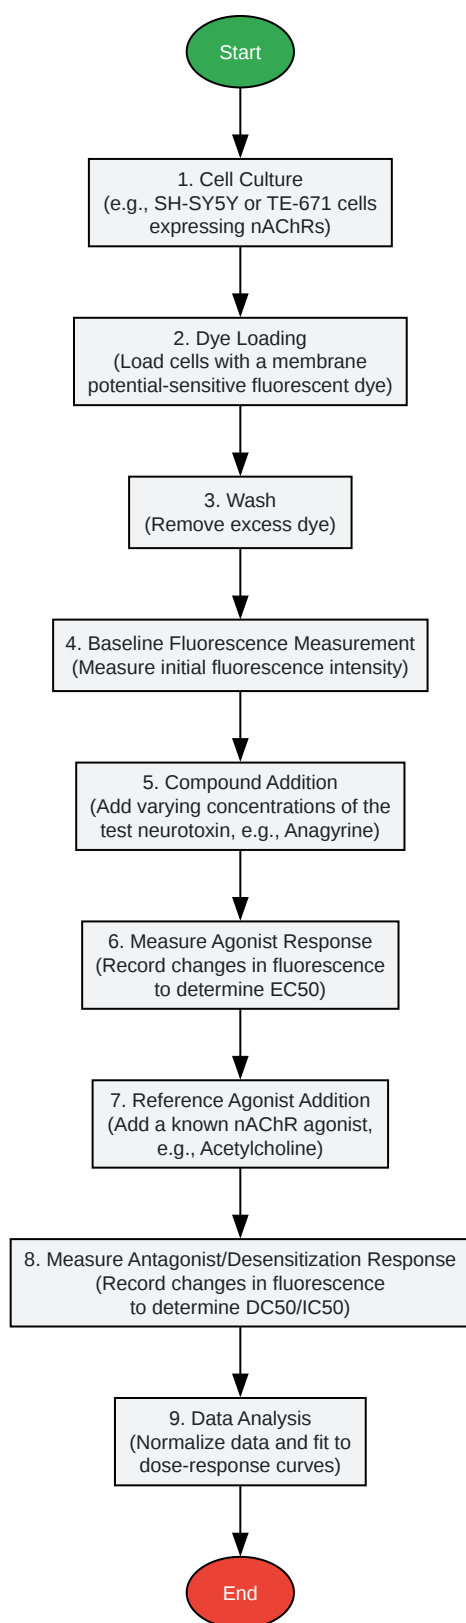 Start
1. Cell Culture
(e.g., SH-SY5Y or TE-671 cells
expressing nAChRs)
2. Dye Loading
(Load cells with a membrane
potential-sensitive fluorescent dye)
3. Wash
(Remove excess dye)
4. Baseline Fluorescence Measurement
(Measure initial fluorescence intensity)
5. Compound Addition
(Add varying concentrations of the
test neurotoxin, e.g., Anagyrine)
6. Measure Agonist Response
(Record changes in fluorescence
to determine EC50)
7. Reference Agonist Addition
(Add a known nAChR agonist,
e.g., Acetylcholine)
8. Measure Antagonist/Desensitization Response
(Record changes in fluorescence
to determine DC50/IC50)
9. Data Analysis
(Normalize data and fit to
dose-response curves)
End